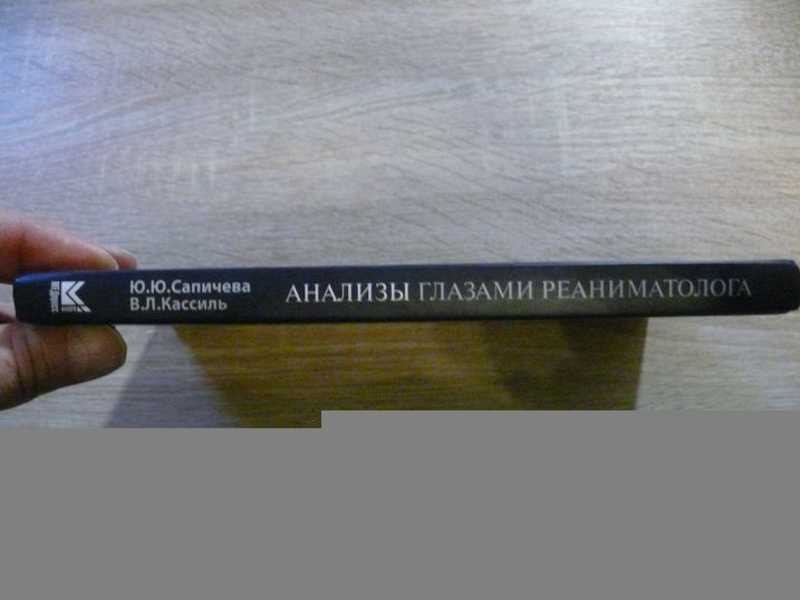 Ю.Ю.Сапичева
В.Л.Кассиль
АНАЛИЗЫ ГЛАЗАМИ РЕАНИМАТОЛОГА